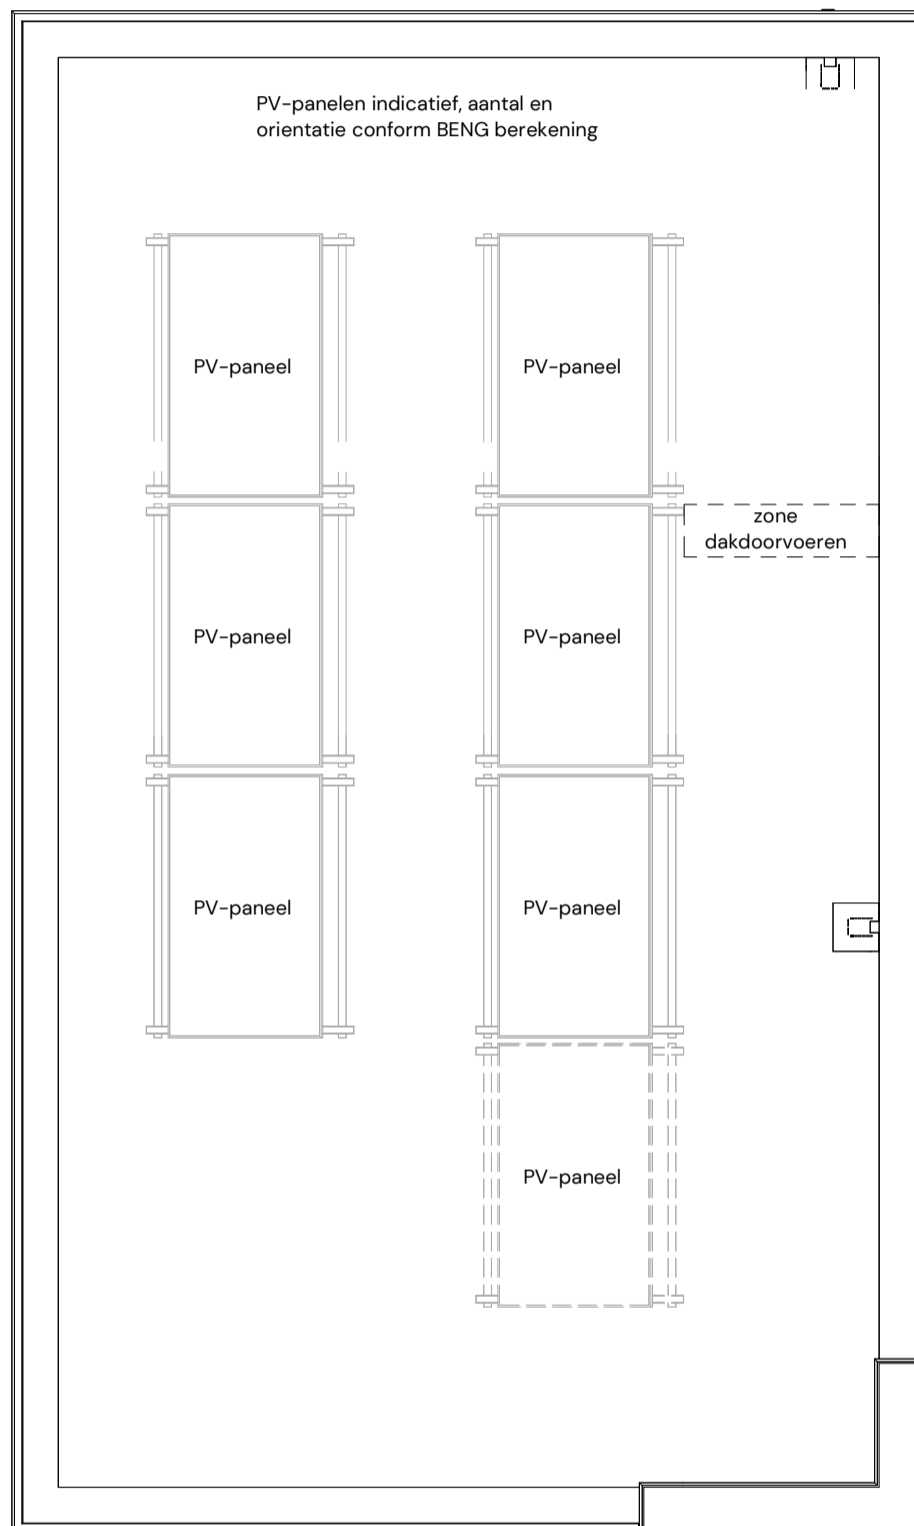 PV-panelen indicatief, aantal en
orientatie conform BENG berekening
PV-paneel
PV-paneel
zone
dakdoorvoeren
PV-paneel
PV-paneel
PV-paneel
PV-paneel
PV-paneel